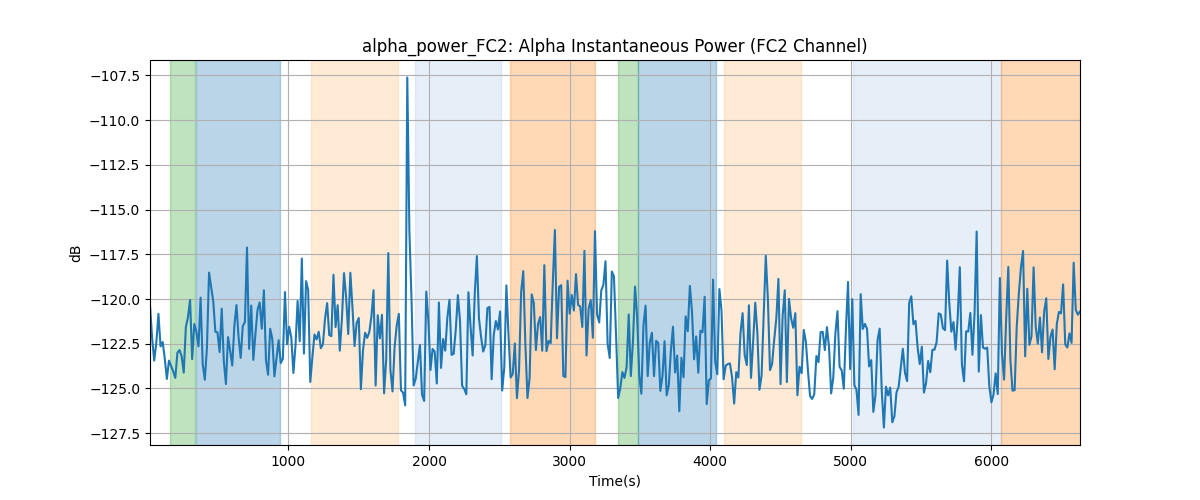 alpha_power_FC2: Alpha Instantaneous Power (FC2 Channel)
−107.5
−110.0
−112.5
−115.0
−117.5
−120.0
−122.5
−125.0
−127.5
dB
1000 2000 3000 4000 5000 6000
Time(s)